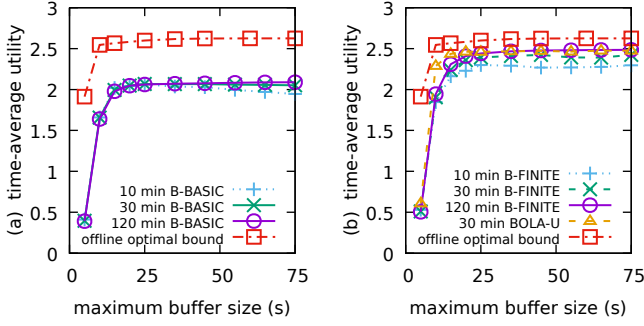 (a) time-average utility
3
2.5
2
1.5
1
0.5
0
10 min B-BASIC
30 min B-BASIC
120 min B-BASIC
offline optimal bound
0 25 50 75
maximum buffer size (s)
(b) time-average utility
3
2.5
2
1.5
1
0.5
0
10 min B-FINITE
30 min B-FINITE
120 min B-FINITE
30 min BOLA-U
offline optimal bound
0 25 50 75
maximum buffer size (s)